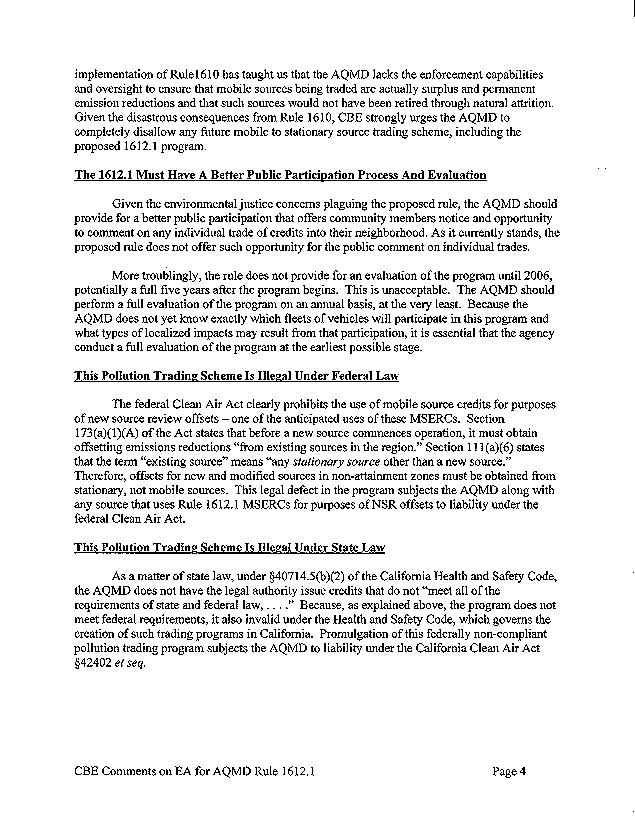 implementation of Rule1610 has taught us that the AQMD lacks the enforcement capabilities
and oversight to ensure that mobile sources being traded are actually surplus and permanent
emission reductions and that such sources would not have been retired through natural attrition.
Given the disastrous consequences from Rule 1610, CBE strongly urges the AQMD to
completely disallow any future mobile to stationary source trading scheme, including the
proposed 1612.1 program.
The 1612.1 Must Have A Better Public Participation Process And Evaluation
Given the environmental justice concerns plaguing the proposed rule, the AQMD should
provide for a better public participation that offers community members notice and opportunity
to comment on any individual trade of credits into their neighborhood. As it currently stands, the
proposed rule does not offer such opportunity for the public comment on individual trades.
More troublingly, the rule does not provide for an evaluation of the program until 2006,
potentially a full five years after the program begins. This is unacceptable. The AQMD should
perform a full evaluation of the program on an annual basis, at the very least. Because the
AQMD does not yet know exactly which fleets of vehicles will participate in this program and
what types of localized impacts may result from that participation, it is essential that the agency
conduct a full evaluation of the program at the earliest possible stage.
This Pollution Trading Scheme Is Illegal Under Federal Law
The federal Clean Air Act clearly prohibits the use of mobile source credits for purposes
of new source review offsets – one of the anticipated uses of these MSERCs. Section
173(a)(1)(A) of the Act states that before a new source commences operation, it must obtain
offsetting emissions reductions “from existing sources in the region.” Section 111(a)(6) states
that the term “existing source” means “any stationary source other than a new source.”
Therefore, offsets for new and modified sources in non-attainment zones must be obtained from
stationary, not mobile sources. This legal defect in the program subjects the AQMD along with
any source that uses Rule 1612.1 MSERCs for purposes of NSR offsets to liability under the
federal Clean Air Act.
This Pollution Trading Scheme Is Illegal Under State Law
As a matter of state law, under §40714.5(b)(2) of the California Health and Safety Code,
the AQMD does not have the legal authority issue credits that do not “meet all of the
requirements of state and federal law, . . . .” Because, as explained above, the program does not
meet federal requirements, it also invalid under the Health and Safety Code, which governs the
creation of such trading programs in California. Promulgation of this federally non-compliant
pollution trading program subjects the AQMD to liability under the California Clean Air Act
§42402 et seq.
CBE Comments on EA for AQMD Rule 1612.1 Page 4